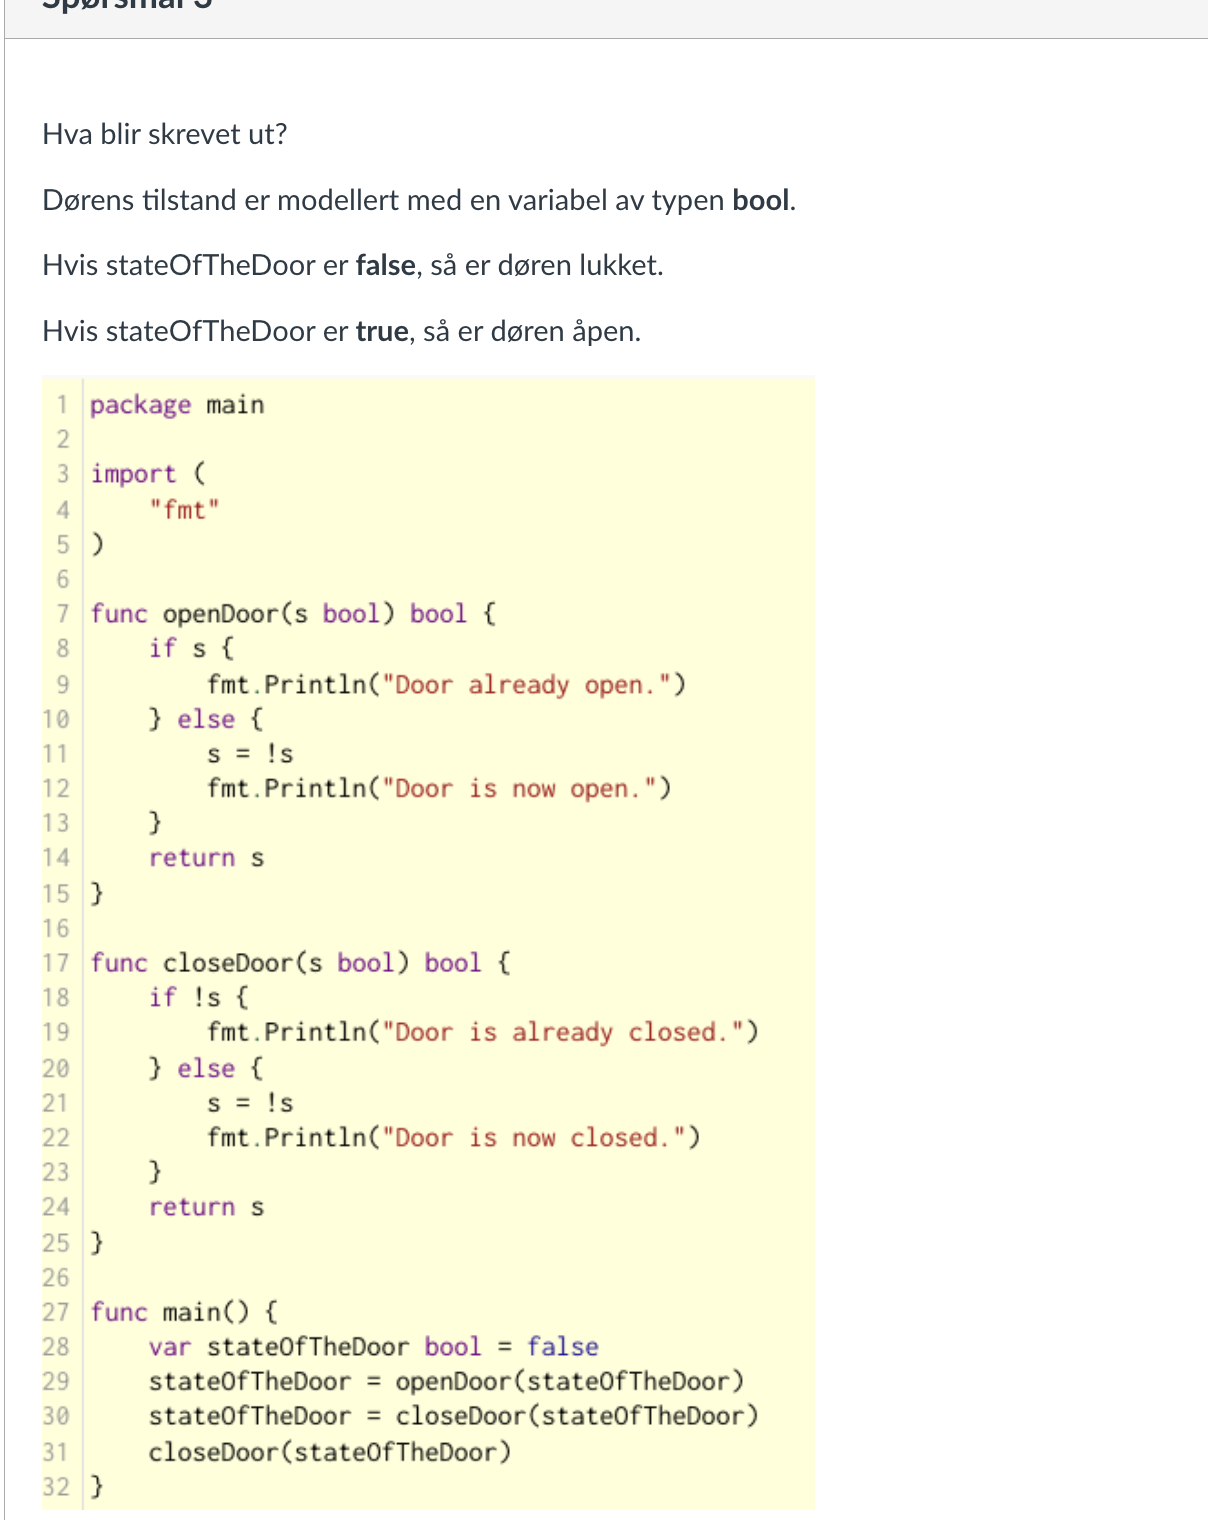 Spørsmål 3
Hva blir skrevet ut?
Dørens tilstand er modellert med en variabel av typen bool.
Hvis stateOfTheDoor er false, så er døren lukket.
Hvis stateOfTheDoor er true, så er døren åpen.
1 package main
2
3 import (
4     "fmt"
5 )
6
7 func openDoor(s bool) bool {
8     if s {
9         fmt.Println("Door already open.")
10     } else {
11         s = !s
12         fmt.Println("Door is now open.")
13     }
14     return s
15 }
16
17 func closeDoor(s bool) bool {
18     if !s {
19         fmt.Println("Door is already closed.")
20     } else {
21         s = !s
22         fmt.Println("Door is now closed.")
23     }
24     return s
25 }
26
27 func main() {
28     var stateOfTheDoor bool = false
29     stateOfTheDoor = openDoor(stateOfTheDoor)
30     stateOfTheDoor = closeDoor(stateOfTheDoor)
31     closeDoor(stateOfTheDoor)
32 }